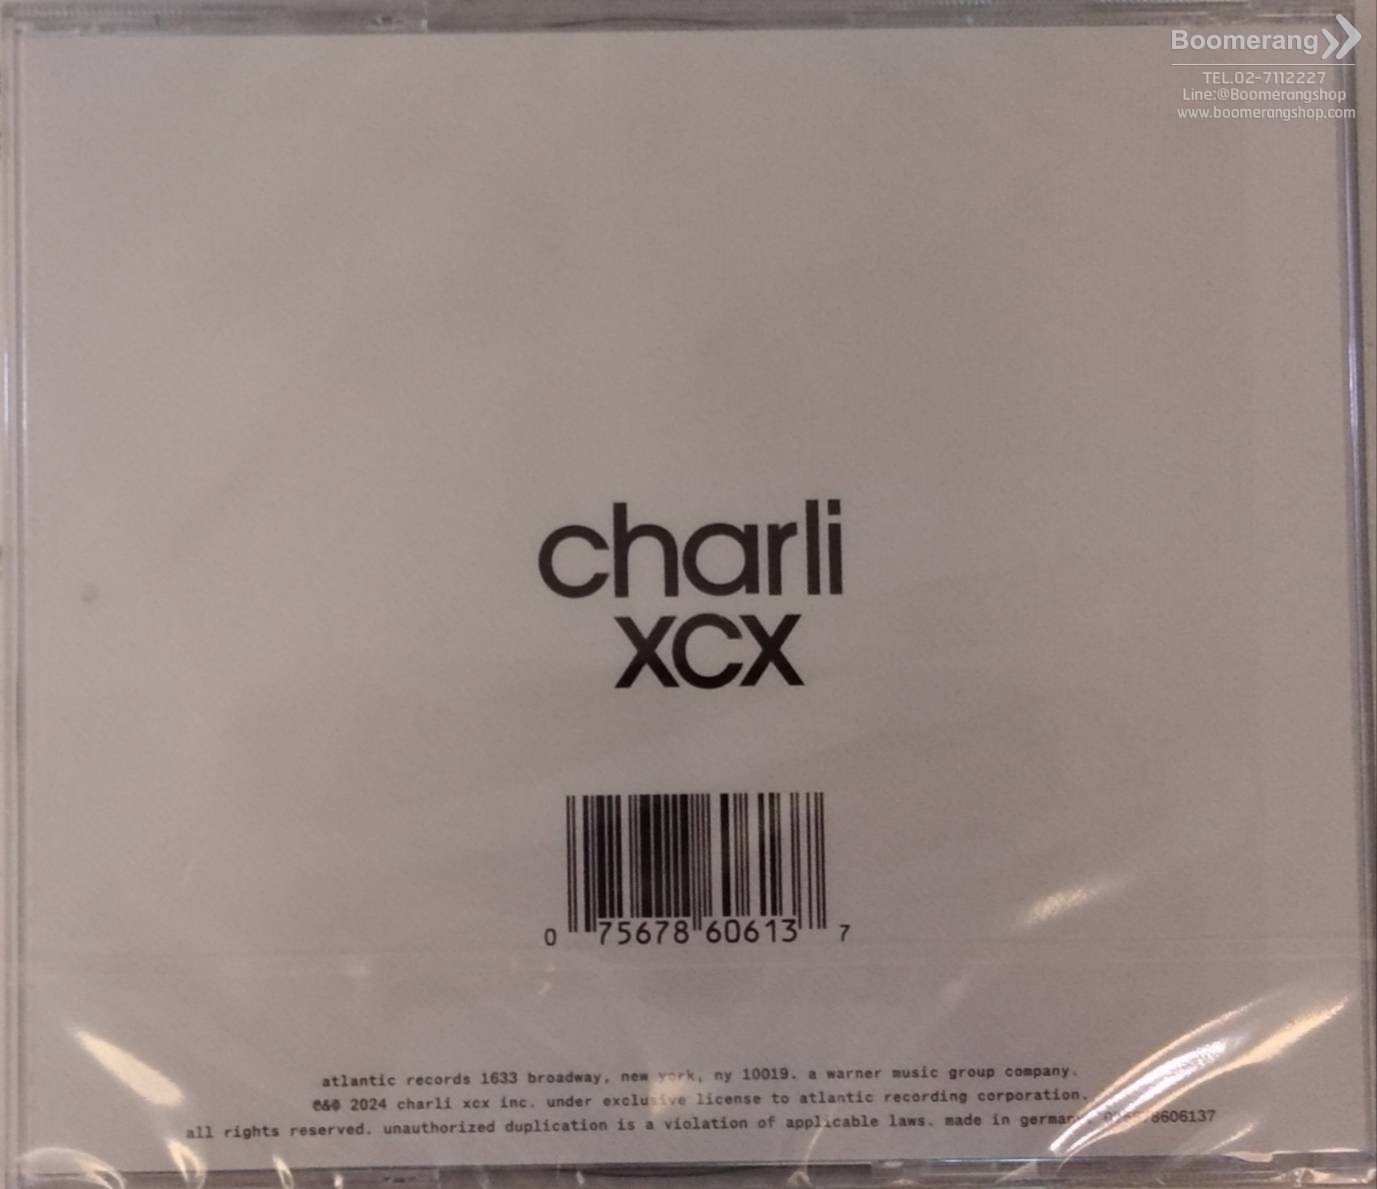 Boomerang
TEL.02-7112227
Line:@Boomerangshop
www.boomerangshop.com
charli
xcx
0 75678 60613 7
atlantic records 1633 broadway, new york, ny 10019. a warner music group company.
2024 charli xcx inc. under exclusive license to atlantic recording corporation.
all rights reserved. unauthorized duplication is a violation of applicable laws. made in germany.